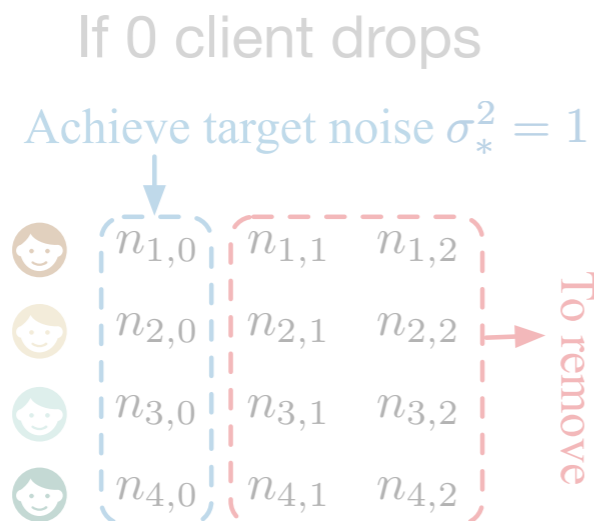 If 0 client drops
Achieve target noise σ²∗ = 1
n1,0 n1,1 n1,2
n2,0 n2,1 n2,2
n3,0 n3,1 n3,2
n4,0 n4,1 n4,2
To remove